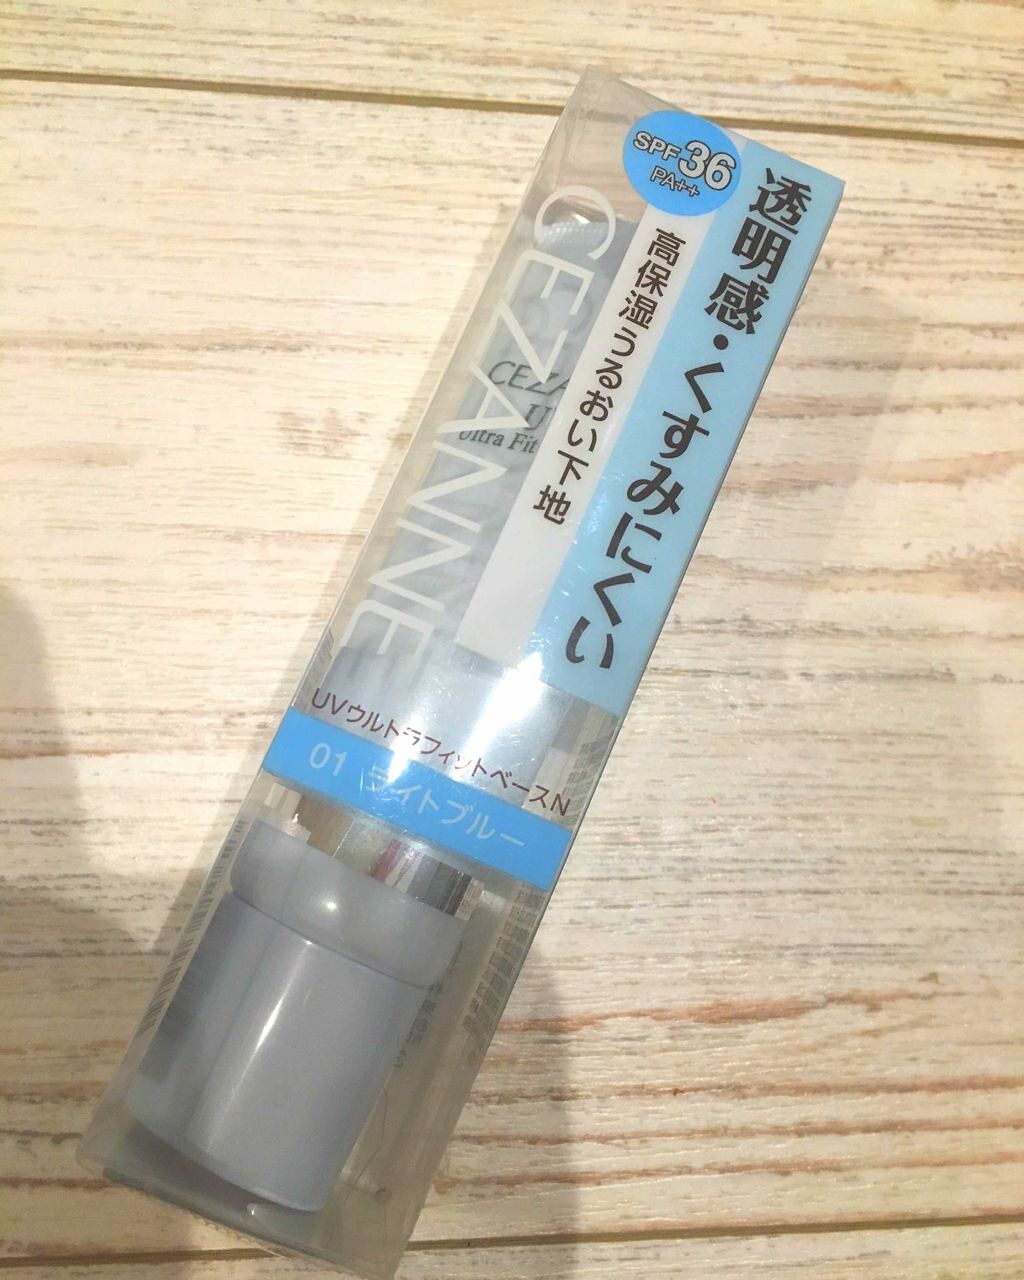 SPF36
PA++
透明感・くすみにくい
高保湿うるおい下地
CEZANNE
Ultra Fit
UVウルトラフィットベースN
01 ライトブルー